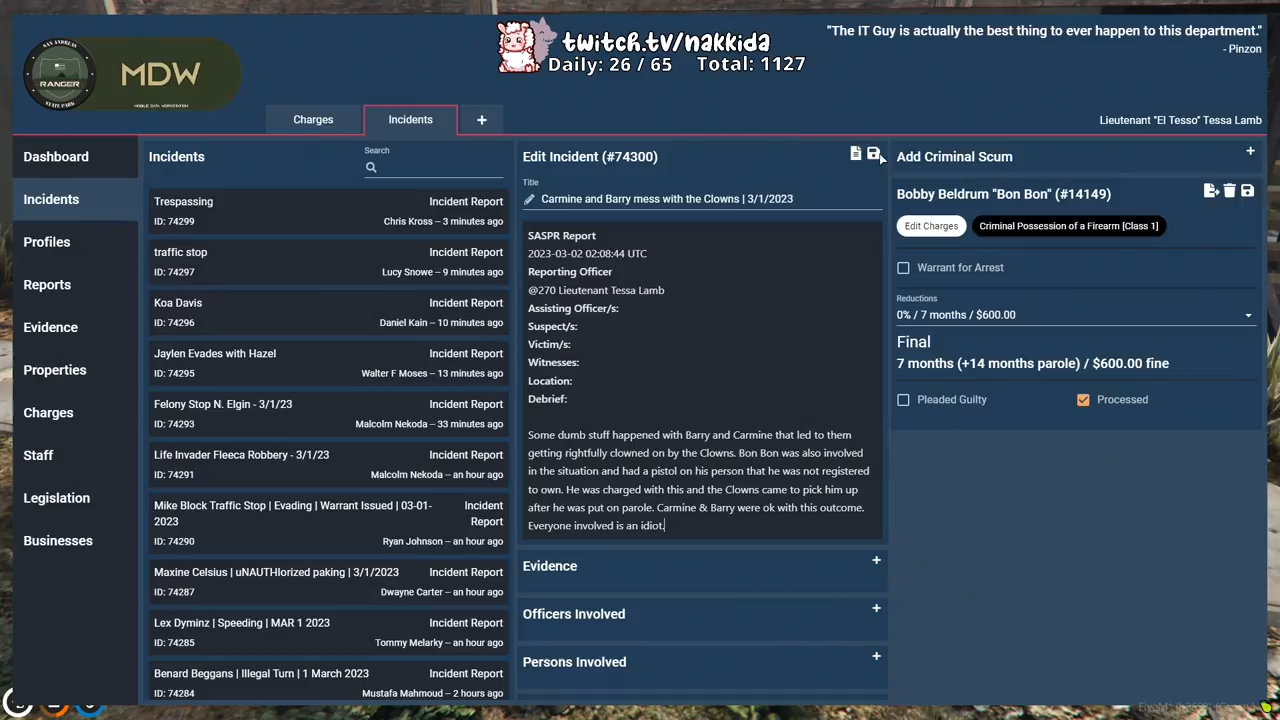 SAN ANDREAS
RANGER
STATE PARK
MDW
MOBILE DATA WORKSTATION
twitch.tv/nakkida
Daily: 26 / 65 Total: 1127
"The IT Guy is actually the best thing to ever happen to this department."
- Pinzon
Charges
Incidents
+
Lieutenant "El Tesso" Tessa Lamb
Dashboard
Incidents
Profiles
Reports
Evidence
Properties
Charges
Staff
Legislation
Businesses
Incidents
Search
Trespassing Incident Report
ID: 74299 Chris Kross – 3 minutes ago
traffic stop Incident Report
ID: 74297 Lucy Snowe – 9 minutes ago
Koa Davis Incident Report
ID: 74296 Daniel Kain – 10 minutes ago
Jaylen Evades with Hazel Incident Report
ID: 74295 Walter F Moses – 13 minutes ago
Felony Stop N. Elgin - 3/1/23 Incident Report
ID: 74293 Malcolm Nekoda – 33 minutes ago
Life Invader Fleeca Robbery - 3/1/23 Incident Report
ID: 74291 Malcolm Nekoda – an hour ago
Mike Block Traffic Stop | Evading | Warrant Issued | 03-01- Incident
2023 Report
ID: 74290 Ryan Johnson – an hour ago
Maxine Celsius | uNAUTHIorized paking | 3/1/2023 Incident Report
ID: 74287 Dwayne Carter – an hour ago
Lex Dyminz | Speeding | MAR 1 2023 Incident Report
ID: 74285 Tommy Melarky – an hour ago
Benard Beggans | Illegal Turn | 1 March 2023 Incident Report
ID: 74284 Mustafa Mahmoud – 2 hours ago
Edit Incident (#74300)
Title
Carmine and Barry mess with the Clowns | 3/1/2023
SASPR Report
2023-03-02 02:08:44 UTC
Reporting Officer
@270 Lieutenant Tessa Lamb
Assisting Officer/s:
Suspect/s:
Victim/s:
Witnesses:
Location:
Debrief:
Some dumb stuff happened with Barry and Carmine that led to them
getting rightfully clowned on by the Clowns. Bon Bon was also involved
in the situation and had a pistol on his person that he was not registered
to own. He was charged with this and the Clowns came to pick him up
after he was put on parole. Carmine & Barry were ok with this outcome.
Everyone involved is an idiot.
Evidence +
Officers Involved +
Persons Involved +
Add Criminal Scum +
Bobby Beldrum "Bon Bon" (#14149)
Edit Charges Criminal Possession of a Firearm [Class 1]
Warrant for Arrest
Reductions
0% / 7 months / $600.00
Final
7 months (+14 months parole) / $600.00 fine
Pleaded Guilty Processed